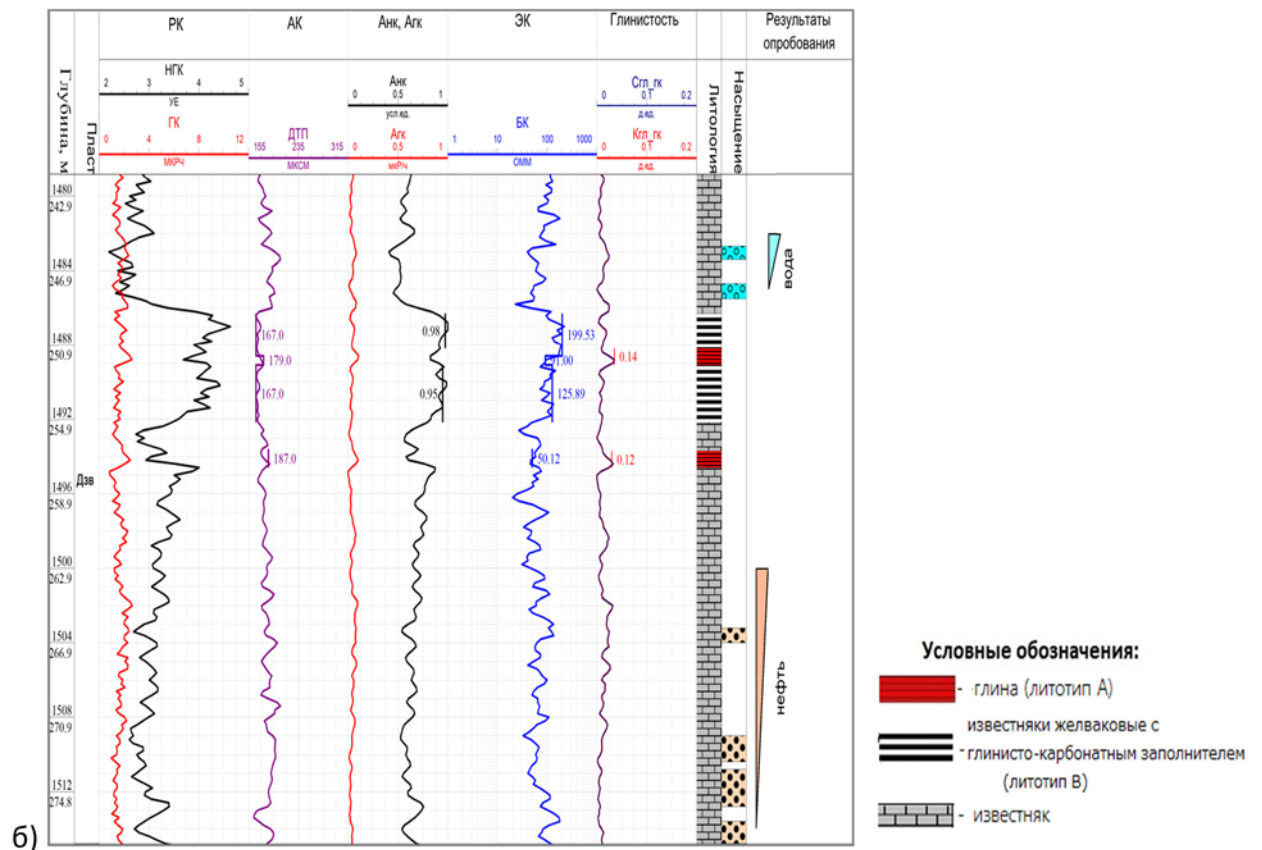 РК
АК
Анк, Агк
ЭК
Глинистость
Результаты
опробования
Глубина, м
Пласт
НГК
2 3 4 5
УЕ
ГК
0 4 8 12
МКРЧ
ДТП
155 235 315
МКСМ
Анк
0 0.5 1
усл.ед.
Агк
0 0.5 1
мкР/ч
БК
1 10 100 1000
ОММ
Сгл_гк
0 0.1 0.2
д.ед.
Кгл_гк
0 0.1 0.2
д.ед.
Литология
Насыщение
1480
242.9
1484
246.9
вода
1488
250.9
167.0
0.98
199.53
179.0
91.00
0.14
167.0
0.95
125.89
1492
254.9
187.0
50.12
0.12
Дзв
1496
258.9
1500
262.9
1504
266.9
нефть
1508
270.9
1512
274.8
б)
Условные обозначения:
- глина (литотип А)
известняки желваковые с
- глинисто-карбонатным заполнителем
(литотип В)
- известняк